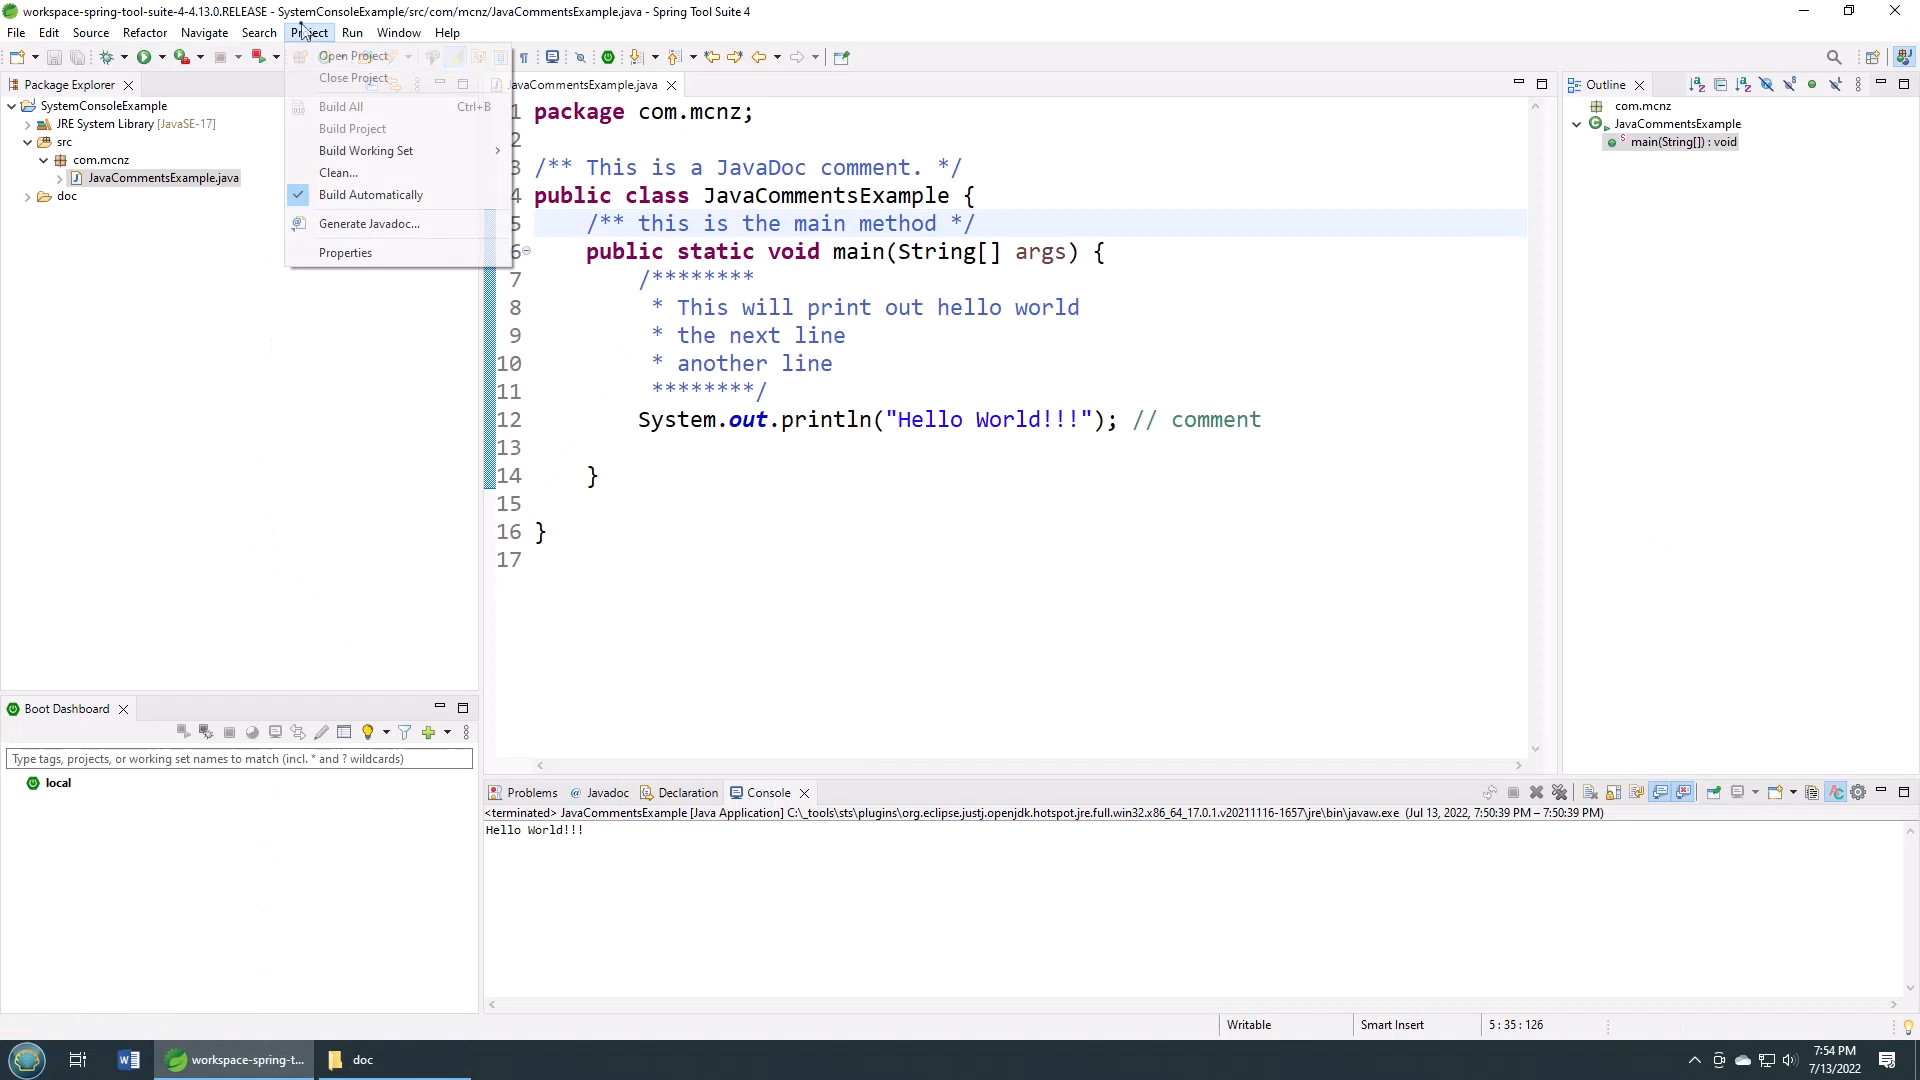 workspace-spring-tool-suite-4-4.13.0.RELEASE - SystemConsoleExample/src/com/mcnz/JavaCommentsExample.java - Spring Tool Suite 4
File Edit Source Refactor Navigate Search Project Run Window Help
Open Project
Close Project
Build All Ctrl+B
Build Project
Build Working Set
Clean...
Build Automatically
Generate Javadoc...
Properties
Package Explorer
SystemConsoleExample
JRE System Library [JavaSE-17]
src
com.mcnz
JavaCommentsExample.java
doc
JavaCommentsExample.java
1 package com.mcnz;
2
3 /** This is a JavaDoc comment. */
4 public class JavaCommentsExample {
5 /** this is the main method */
6 public static void main(String[] args) {
7 /********
8 * This will print out hello world
9 * the next line
10 * another line
11 ********/
12 System.out.println("Hello World!!!"); // comment
13
14 }
15
16 }
17
Outline
com.mcnz
JavaCommentsExample
main(String[]) : void
Boot Dashboard
Type tags, projects, or working set names to match (incl. * and ? wildcards)
local
Problems Javadoc Declaration Console
<terminated> JavaCommentsExample [Java Application] C:\_tools\sts\plugins\org.eclipse.justj.openjdk.hotspot.jre.full.win32.x86_64_17.0.1.v20211116-1657\jre\bin\javaw.exe (Jul 13, 2022, 7:50:39 PM – 7:50:39 PM)
Hello World!!!
Writable Smart Insert 5 : 35 : 126
workspace-spring-t... doc
7:54 PM
7/13/2022